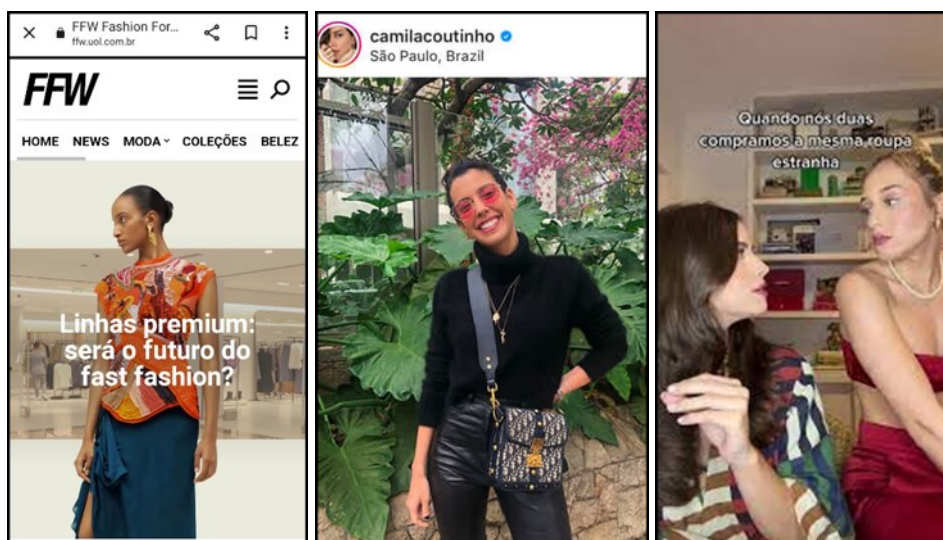 FFW Fashion For...
ffw.uol.com.br
FFW
HOME NEWS MODA COLEÇÕES BELEZ
Linhas premium:
será o futuro do
fast fashion?
camilacoutinho
São Paulo, Brazil
Quando nós duas
compramos a mesma roupa
estranha